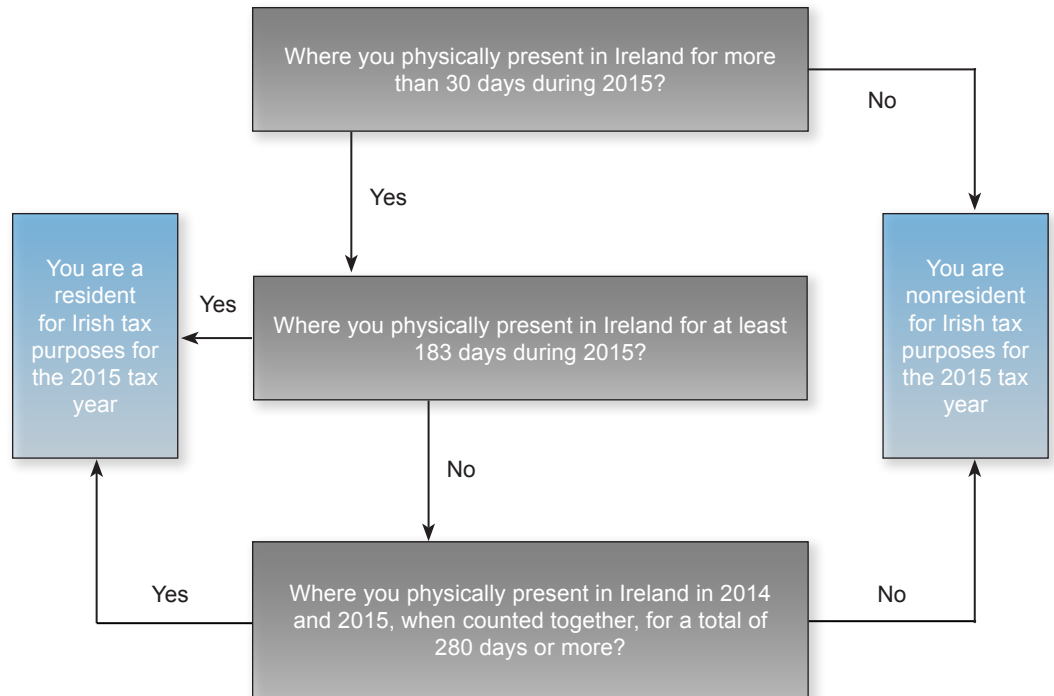 Where you physically present in Ireland for more
than 30 days during 2015?
No
Yes
You are a
resident
for Irish tax
purposes for
the 2015 tax
year
Yes
Where you physically present in Ireland for at least
183 days during 2015?
You are
nonresident
for Irish tax
purposes for
the 2015 tax
year
No
Yes
Where you physically present in Ireland in 2014
and 2015, when counted together, for a total of
280 days or more?
No